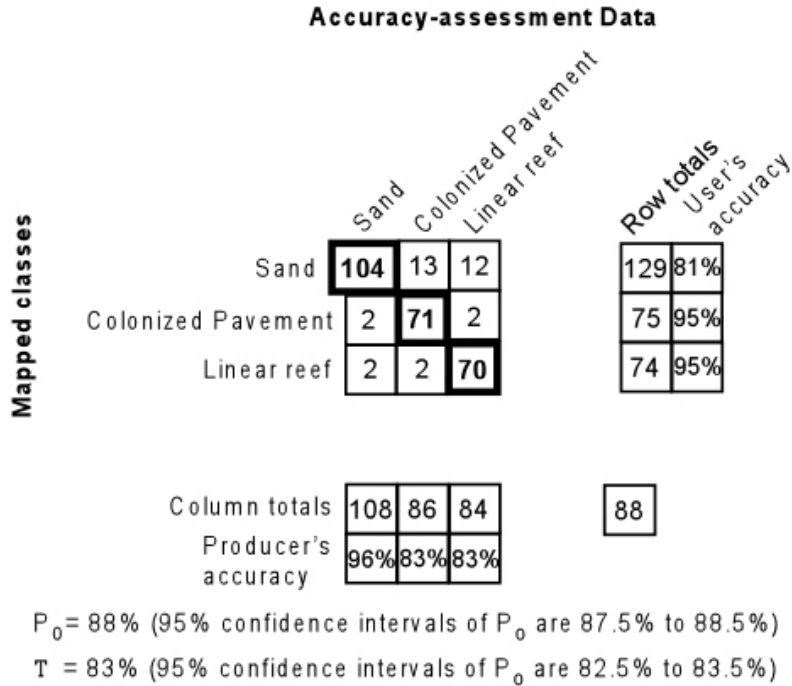 Accuracy-assessment Data
Sand
Colonized Pavement
Linear reef
Row totals
User's accuracy
Mapped classes
Sand 104 13 12 129 81%
Colonized Pavement 2 71 2 75 95%
Linear reef 2 2 70 74 95%
Column totals 108 86 84 88
Producer's accuracy 96% 83% 83%
Po= 88% (95% confidence intervals of Po are 87.5% to 88.5%)
T = 83% (95% confidence intervals of Po are 82.5% to 83.5%)